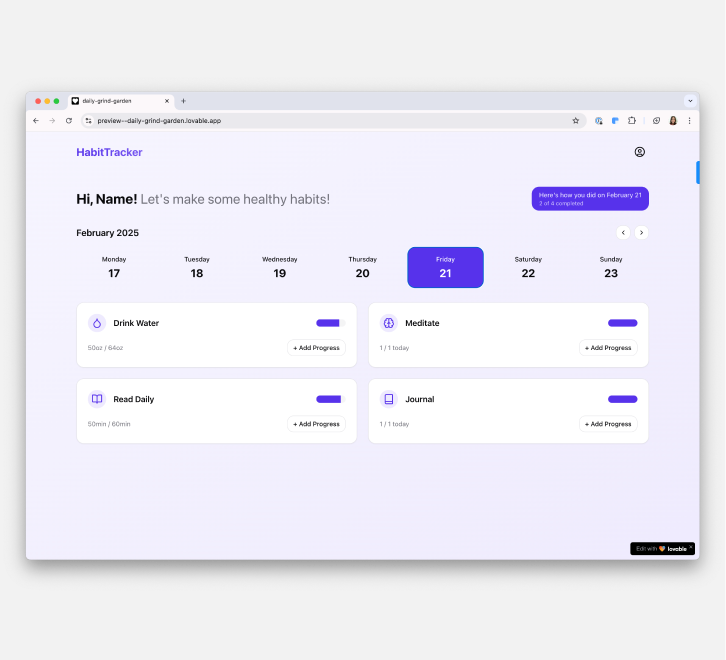 daily-grind-garden
preview--daily-grind-garden.lovable.app
HabitTracker
Hi, Name! Let's make some healthy habits!
Here's how you did on February 21
2 of 4 completed
February 2025
Monday Tuesday Wednesday Thursday Friday Saturday Sunday
17 18 19 20 21 22 23
Drink Water
50oz / 64oz
+ Add Progress
Meditate
1 / 1 today
+ Add Progress
Read Daily
50min / 60min
+ Add Progress
Journal
1 / 1 today
+ Add Progress
Edit with lovable